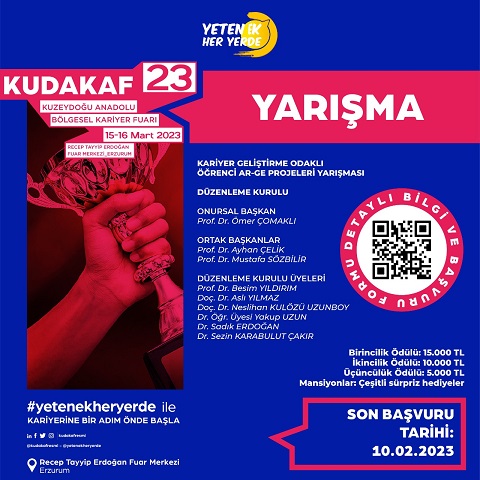 YETENEK
HER YERDE
KUDAKAF 23
KUZEYDOĞU ANADOLU
BÖLGESEL KARİYER FUARI
15-16 Mart 2023
RECEP TAYYİP ERDOĞAN
FUAR MERKEZİ_ERZURUM
YARIŞMA
KARİYER GELİŞTİRME ODAKLI
ÖĞRENCİ AR-GE PROJELERİ YARIŞMASI
DÜZENLEME KURULU
ONURSAL BAŞKAN
Prof. Dr. Ömer ÇOMAKLI
ORTAK BAŞKANLAR
Prof. Dr. Ayhan ÇELİK
Prof. Dr. Mustafa SÖZBİLİR
DÜZENLEME KURULU ÜYELERİ
Prof. Dr. Besim YILDIRIM
Doç. Dr. Aslı YILMAZ
Doç. Dr. Neslihan KULÖZÜ UZUNBOY
Dr. Öğr. Üyesi Yakup UZUN
Dr. Sadık ERDOĞAN
Dr. Sezin KARABULUT ÇAKIR
DETAYLI BİLGİ VE BAŞVURU FORMU
Birincilik Ödülü: 15.000 TL
İkincilik Ödülü: 10.000 TL
Üçüncülük Ödülü: 5.000 TL
Mansiyonlar: Çeşitli sürpriz hediyeler
SON BAŞVURU
TARİHİ:
10.02.2023
#yetenekheryerde ile
KARİYERİNE BİR ADIM ÖNDE BAŞLA
kudakafresmi
@kudakafresmi - @yetenekheryerde
Recep Tayyip Erdoğan Fuar Merkezi
Erzurum